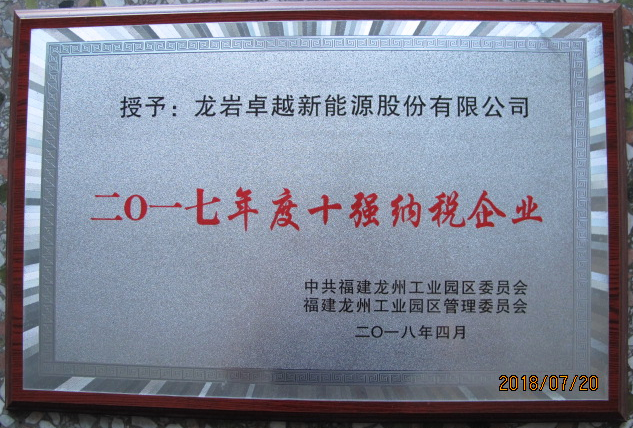 授予：龙岩卓越新能源股份有限公司
二O一七年度十强纳税企业
中共福建龙州工业园区委员会
福建龙州工业园区管理委员会
二O一八年四月
2018/07/20